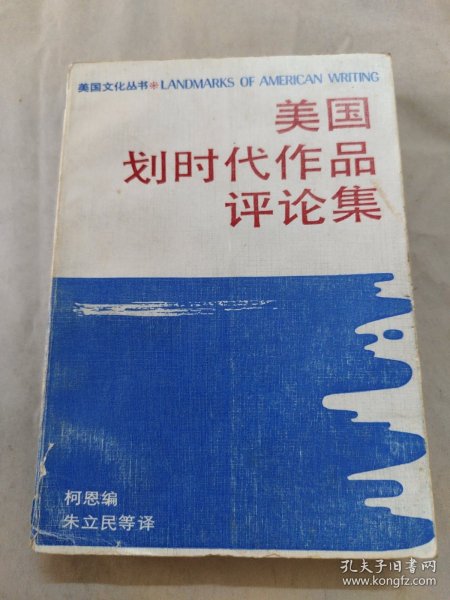 美国文化丛书※LANDMARKS OF AMERICAN WRITING
美国
划时代作品
评论集
柯恩编
朱立民等译
孔夫子旧书网
www.kongfz.com